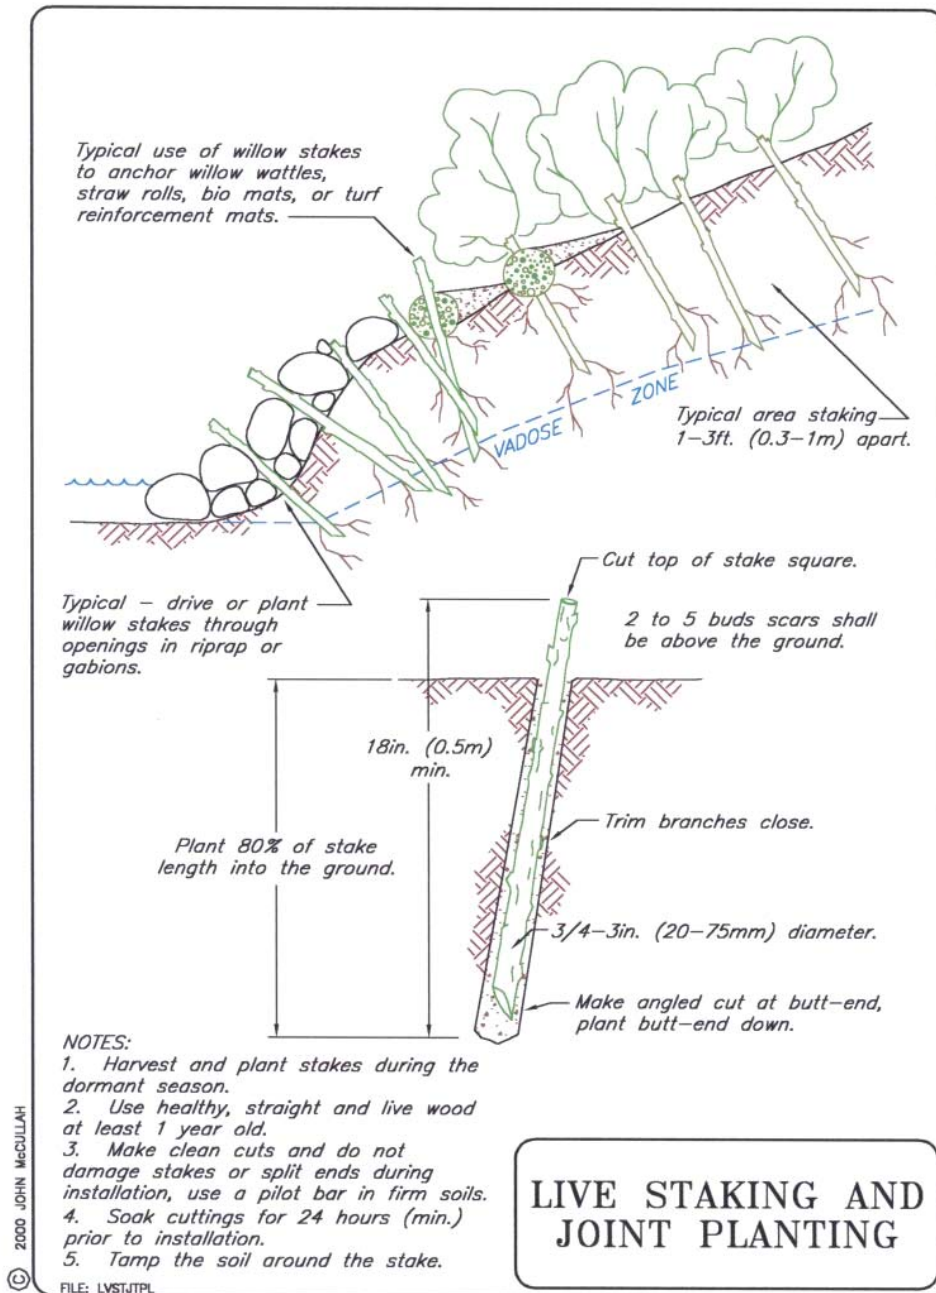 Typical use of willow stakes
to anchor willow wattles,
straw rolls, bio mats, or turf
reinforcement mats.
VADOSE ZONE
Typical area staking
1-3ft. (0.3-1m) apart.
Typical – drive or plant
willow stakes through
openings in riprap or
gabions.
Cut top of stake square.
2 to 5 buds scars shall
be above the ground.
18in. (0.5m)
min.
Plant 80% of stake
length into the ground.
Trim branches close.
3/4-3in. (20-75mm) diameter.
Make angled cut at butt-end,
plant butt-end down.
NOTES:
1. Harvest and plant stakes during the
dormant season.
2. Use healthy, straight and live wood
at least 1 year old.
3. Make clean cuts and do not
damage stakes or split ends during
installation, use a pilot bar in firm soils.
4. Soak cuttings for 24 hours (min.)
prior to installation.
5. Tamp the soil around the stake.
LIVE STAKING AND
JOINT PLANTING
© 2000 JOHN McCULLAH
FILE: LVSTJTPL